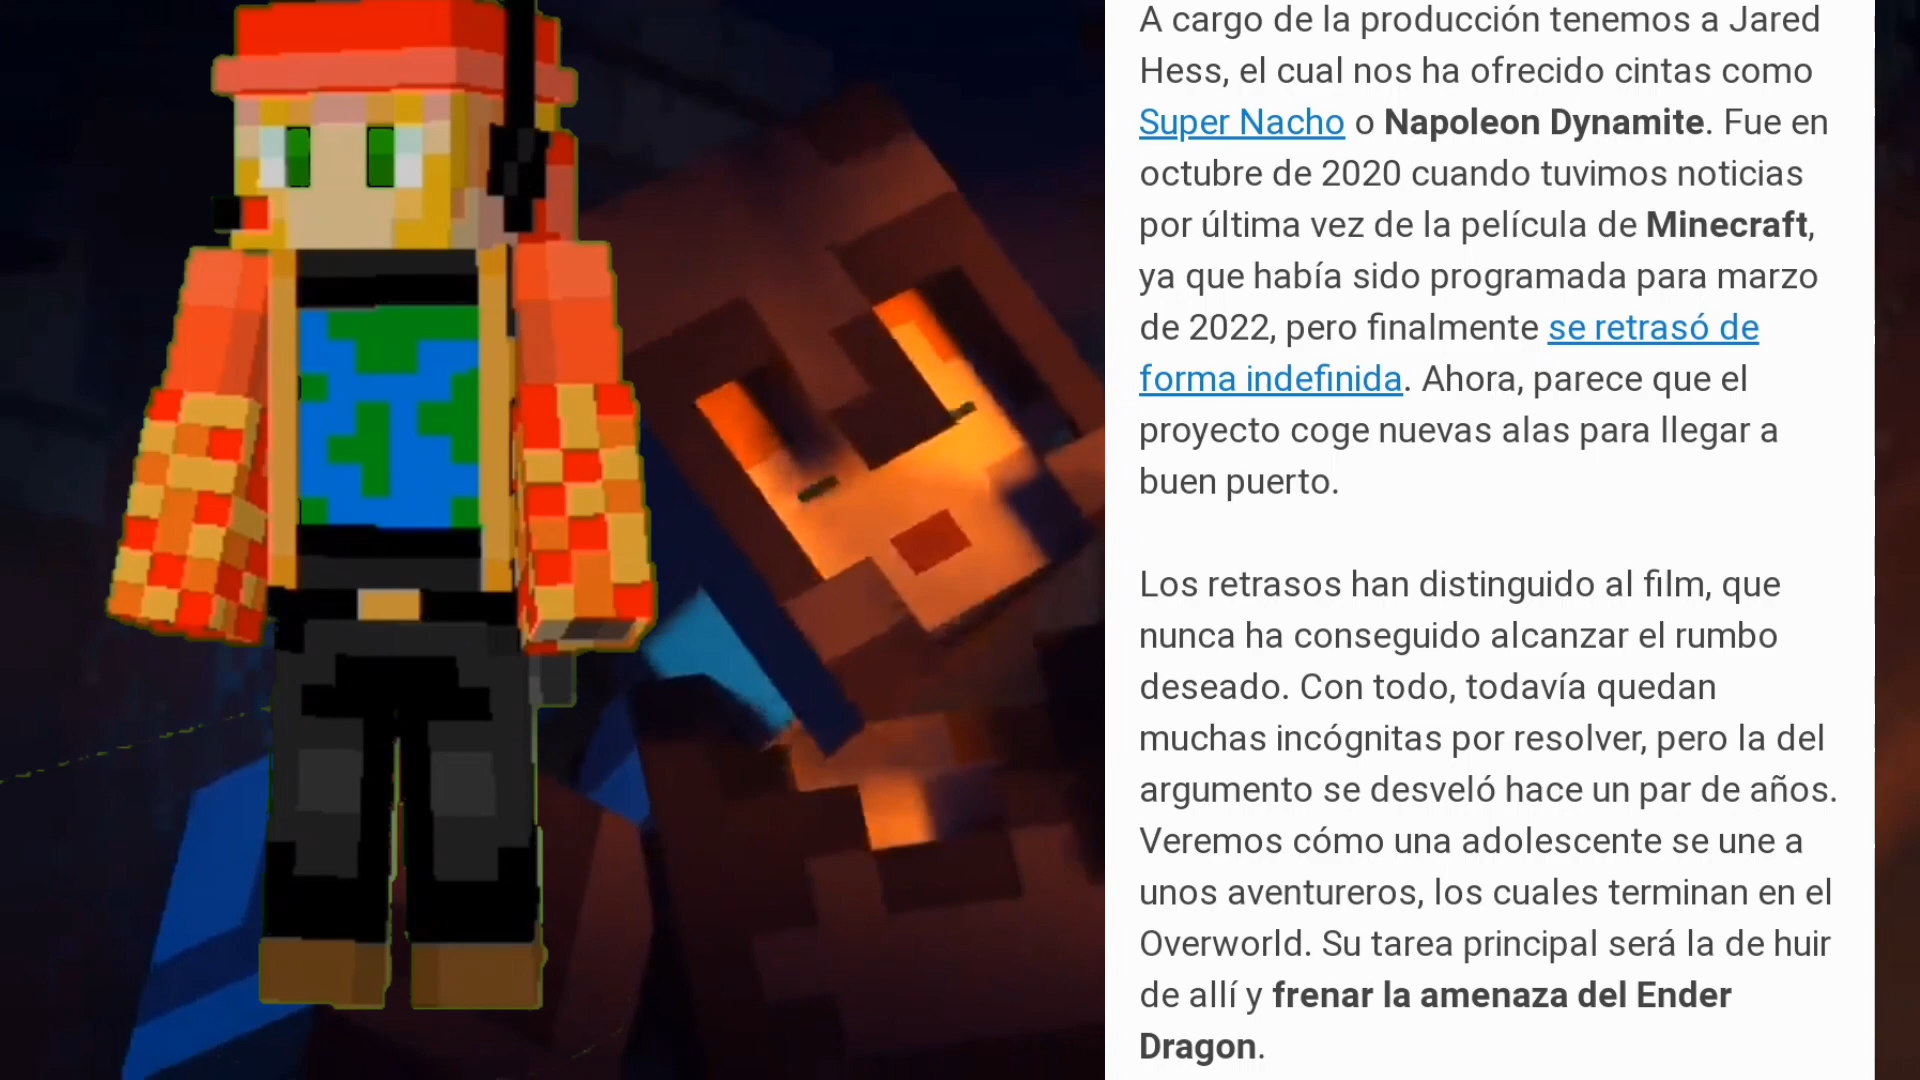 A cargo de la producción tenemos a Jared
Hess, el cual nos ha ofrecido cintas como
Super Nacho o Napoleon Dynamite. Fue en
octubre de 2020 cuando tuvimos noticias
por última vez de la película de Minecraft,
ya que había sido programada para marzo
de 2022, pero finalmente se retrasó de
forma indefinida. Ahora, parece que el
proyecto coge nuevas alas para llegar a
buen puerto.
Los retrasos han distinguido al film, que
nunca ha conseguido alcanzar el rumbo
deseado. Con todo, todavía quedan
muchas incógnitas por resolver, pero la del
argumento se desveló hace un par de años.
Veremos cómo una adolescente se une a
unos aventureros, los cuales terminan en el
Overworld. Su tarea principal será la de huir
de allí y frenar la amenaza del Ender
Dragon.